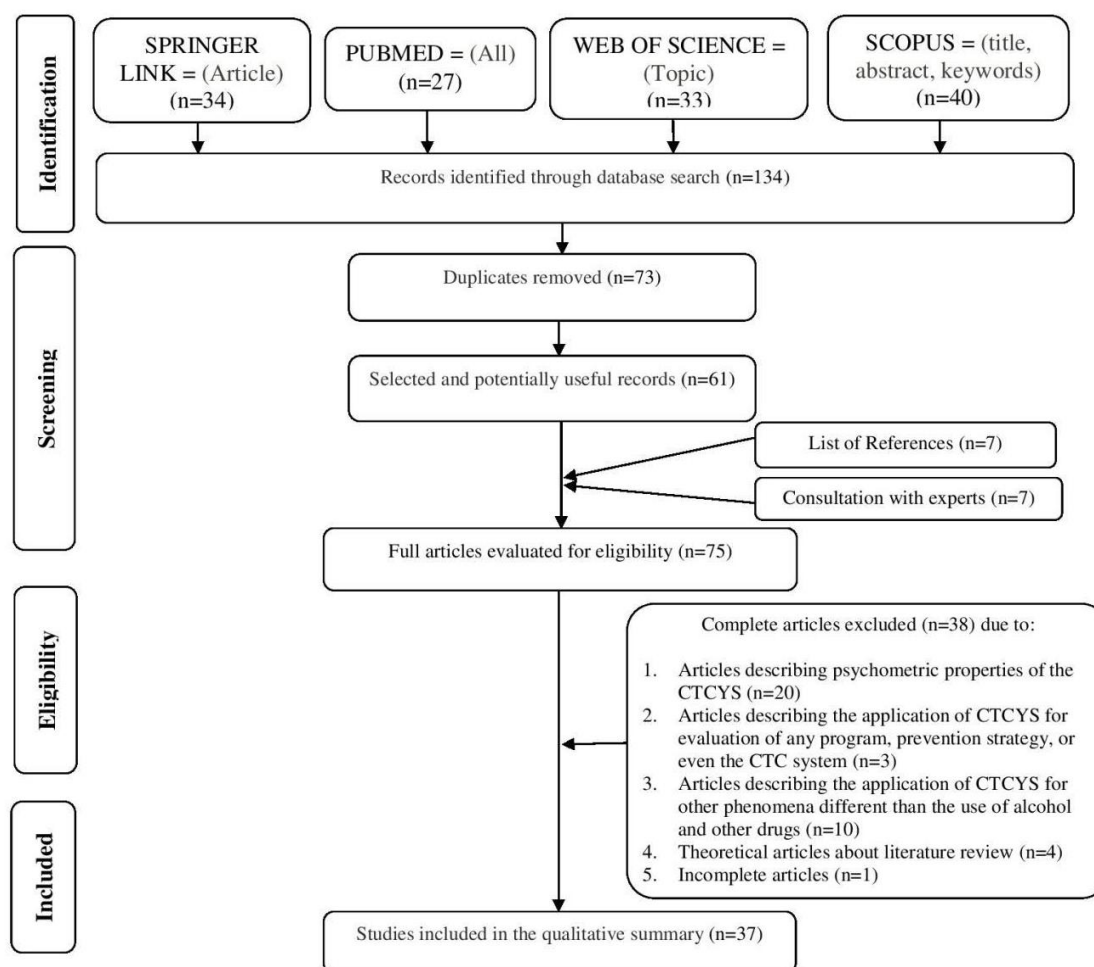 Identification
SPRINGER
LINK = (Article)
(n=34)
PUBMED = (All)
(n=27)
WEB OF SCIENCE =
(Topic)
(n=33)
SCOPUS = (title,
abstract, keywords)
(n=40)
Records identified through database search (n=134)
Screening
Duplicates removed (n=73)
Selected and potentially useful records (n=61)
List of References (n=7)
Consultation with experts (n=7)
Full articles evaluated for eligibility (n=75)
Eligibility
Complete articles excluded (n=38) due to:
1. Articles describing psychometric properties of the
CTCYS (n=20)
2. Articles describing the application of CTCYS for
evaluation of any program, prevention strategy, or
even the CTC system (n=3)
3. Articles describing the application of CTCYS for
other phenomena different than the use of alcohol
and other drugs (n=10)
4. Theoretical articles about literature review (n=4)
5. Incomplete articles (n=1)
Included
Studies included in the qualitative summary (n=37)